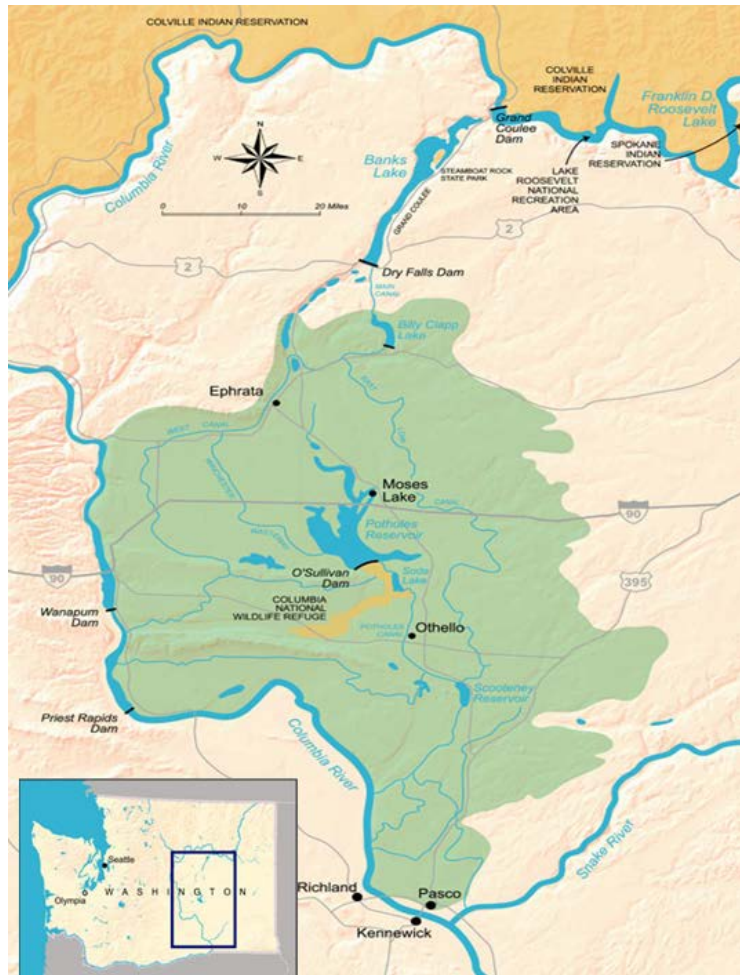 COLVILLE INDIAN RESERVATION
COLVILLE
INDIAN
RESERVATION
Franklin D.
Roosevelt
Lake
Grand
Coulee
Dam
SPOKANE
INDIAN
RESERVATION
LAKE
ROOSEVELT
NATIONAL
RECREATION
AREA
Columbia River
N
W
E
S
0
20 Miles
Banks
Lake
STEAMBOAT ROCK
STATE PARK
GRAND COULEE
2
2
Dry Falls Dam
MAIN
CANAL
Billy Clapp
Lake
Ephrata
EAST
LOW
CANAL
WEST
CANAL
WINCHESTER
WASTEWAY
Moses
Lake
Potholes
Reservoir
90
90
395
O'Sullivan
Dam
Soda
Lake
COLUMBIA
NATIONAL
WILDLIFE REFUGE
Wanapum
Dam
POTHOLES
CANAL
Othello
Scooteney
Reservoir
Priest Rapids
Dam
Columbia River
Snake River
Richland
Pasco
Kennewick
Seattle
Olympia
WASHINGTON